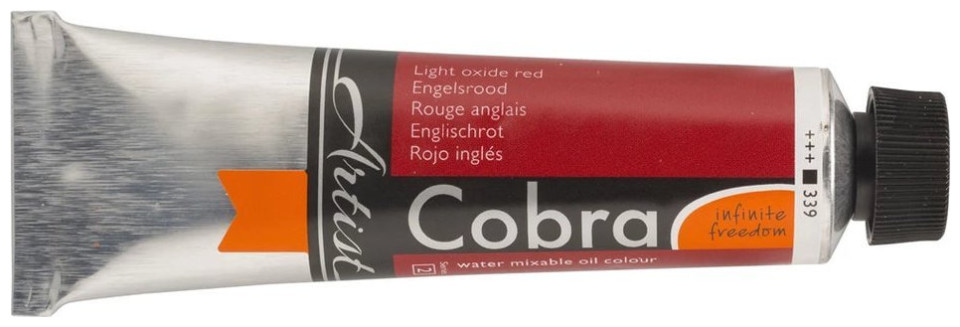 Artist
Light oxide red
Engelsrood
Rouge anglais
Englischrot
Rojo inglés
Cobra
infinite
freedom
Series 2
water mixable oil colour
+++ 339